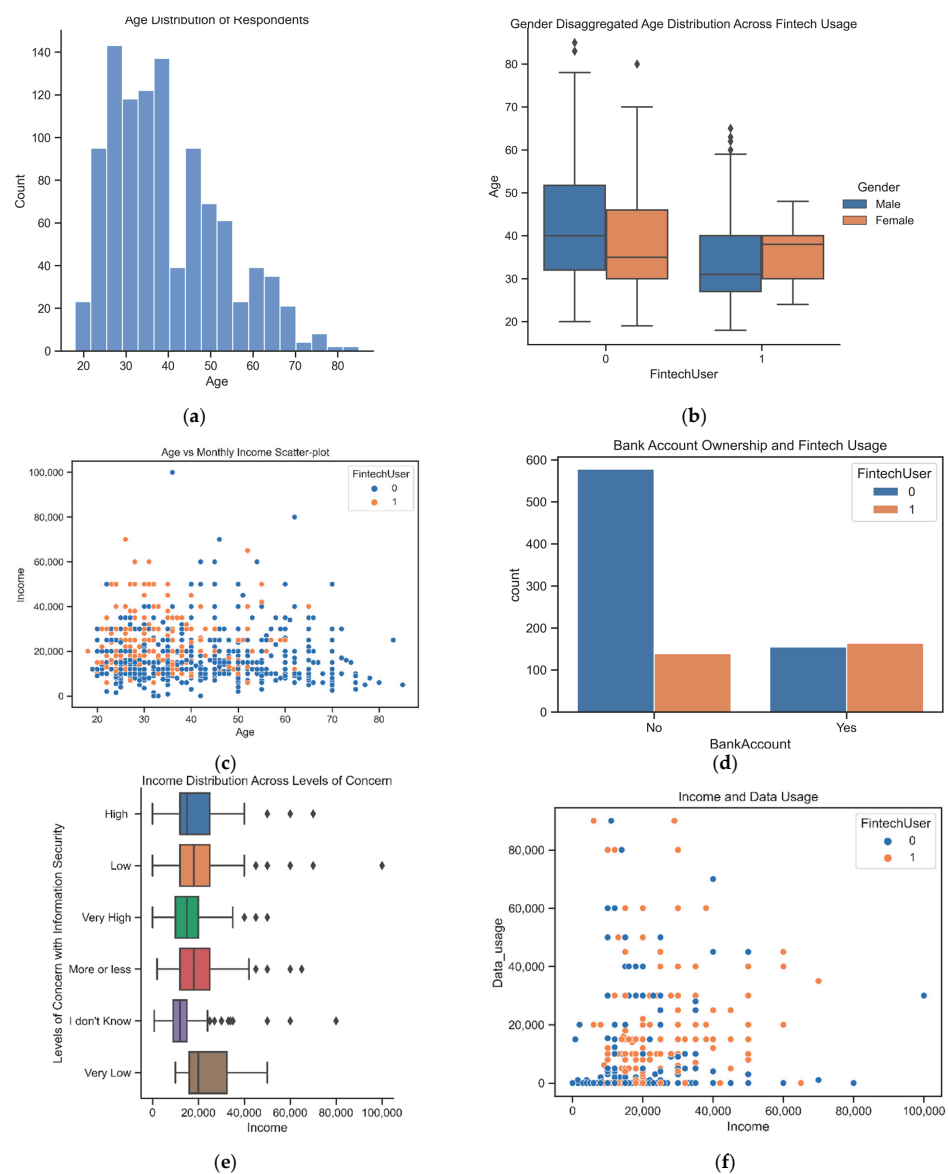 Age Distribution of Respondents
Count
0
20
40
60
80
100
120
140
20 30 40 50 60 70 80
Age
(a)
Gender Disaggregated Age Distribution Across Fintech Usage
Age
80
70
60
50
40
30
20
0 1
FintechUser
Gender
Male
Female
(b)
Age vs Monthly Income Scatter-plot
Income
100,000
80,000
60,000
40,000
20,000
0
20 30 40 50 60 70 80
Age
FintechUser
0
1
(c)
Bank Account Ownership and Fintech Usage
count
600
500
400
300
200
100
0
No Yes
BankAccount
FintechUser
0
1
(d)
Income Distribution Across Levels of Concern
Levels of Concern with Information Security
High
Low
Very High
More or less
I don't Know
Very Low
0 20,000 40,000 60,000 80,000 100,000
Income
(e)
Income and Data Usage
Data_usage
80,000
60,000
40,000
20,000
0
0 20,000 40,000 60,000 80,000 100,000
Income
FintechUser
0
1
(f)